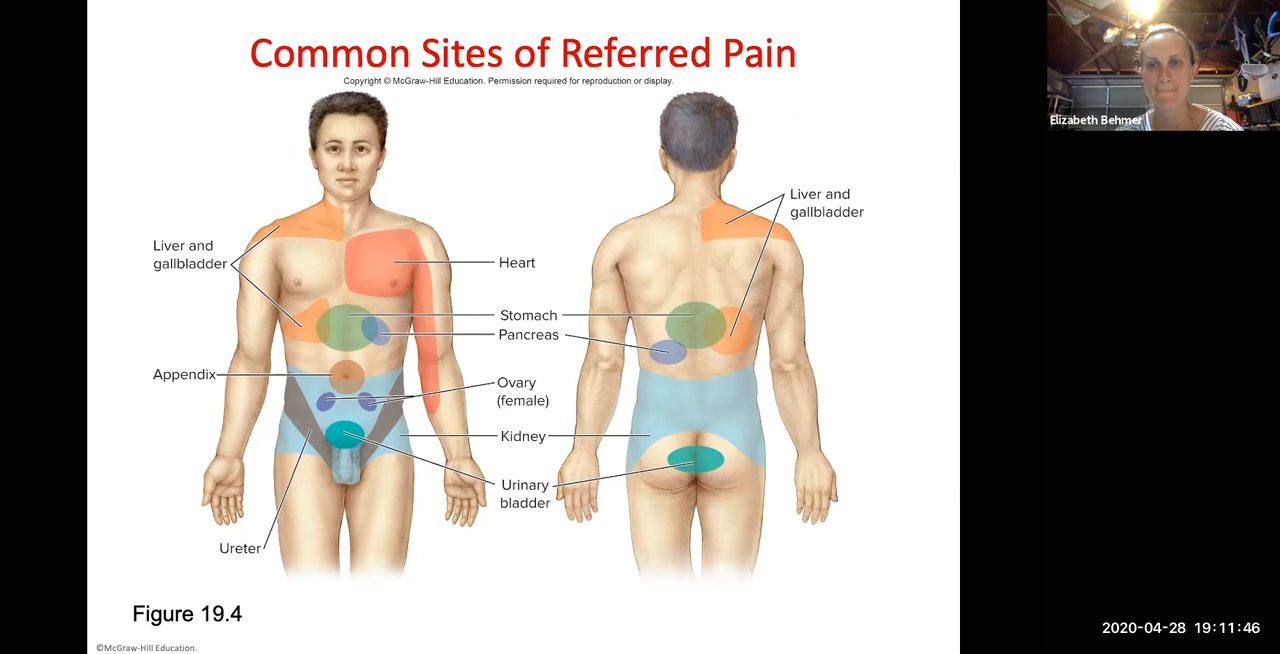 Common Sites of Referred Pain
Copyright © McGraw-Hill Education. Permission required for reproduction or display.
Elizabeth Behmer
Liver and
gallbladder
Heart
Stomach
Pancreas
Appendix
Ovary
(female)
Kidney
Urinary
bladder
Ureter
Liver and
gallbladder
Figure 19.4
©McGraw-Hill Education.
2020-04-28 19:11:46